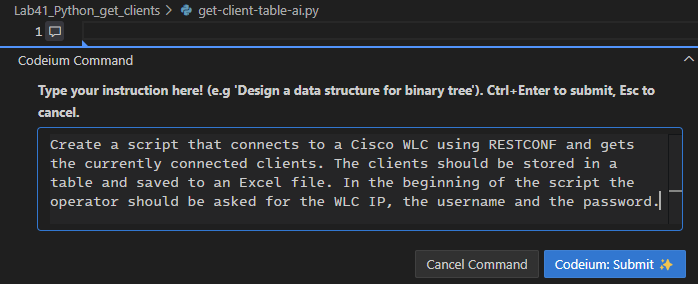 Lab41_Python_get_clients > get-client-table-ai.py
1
Codeium Command
Type your instruction here! (e.g 'Design a data structure for binary tree'). Ctrl+Enter to submit, Esc to
cancel.
Create a script that connects to a Cisco WLC using RESTCONF and gets
the currently connected clients. The clients should be stored in a
table and saved to an Excel file. In the beginning of the script the
operator should be asked for the WLC IP, the username and the password.
Cancel Command
Codeium: Submit ✨